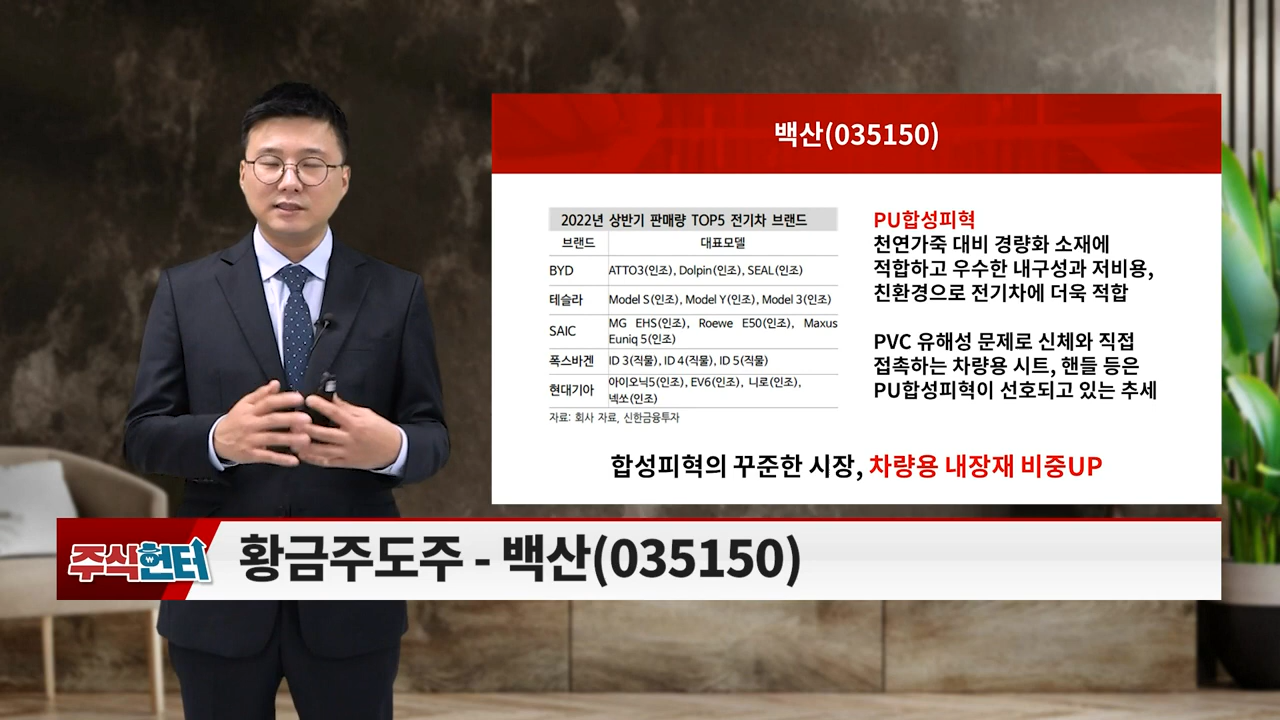 백산(035150)
2022년 상반기 판매량 TOP5 전기차 브랜드
브랜드 대표모델
BYD ATTO3(인조), Dolpin(인조), SEAL(인조)
테슬라 Model S(인조), Model Y(인조), Model 3(인조)
SAIC MG EHS(인조), Roewe E50(인조), Maxus
Euniq 5(인조)
폭스바겐 ID 3(직물), ID 4(직물), ID 5(직물)
현대기아 아이오닉5(인조), EV6(인조), 니로(인조),
넥쏘(인조)
자료: 회사 자료, 신한금융투자
PU합성피혁
천연가죽 대비 경량화 소재에
적합하고 우수한 내구성과 저비용,
친환경으로 전기차에 더욱 적합
PVC 유해성 문제로 신체와 직접
접촉하는 차량용 시트, 핸들 등은
PU합성피혁이 선호되고 있는 추세
합성피혁의 꾸준한 시장, 차량용 내장재 비중UP
주식헌터
황금주도주 - 백산(035150)